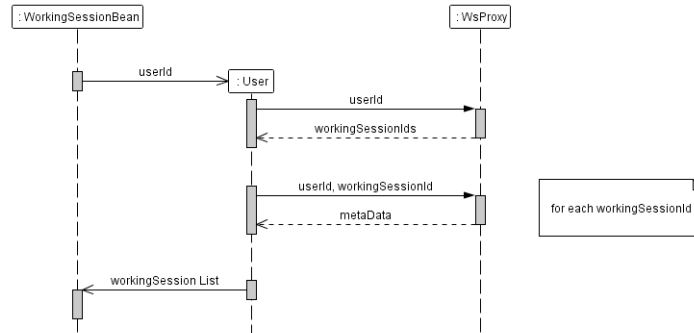 : WorkingSessionBean
: WsProxy
userId
: User
userId
workingSessionIds
userId, workingSessionId
for each workingSessionId
metaData
workingSession List